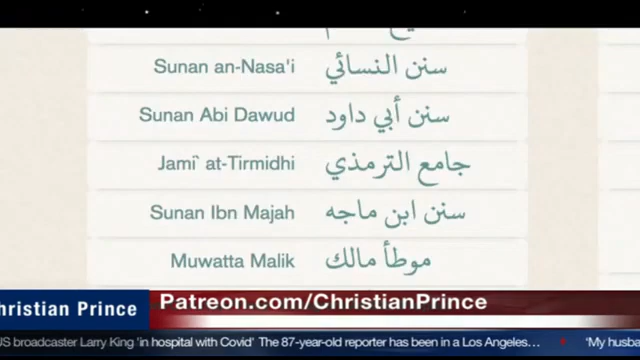 Sunan an-Nasa'i سنن النسائي
Sunan Abi Dawud سنن أبي داود
Jami` at-Tirmidhi جامع الترمذي
Sunan Ibn Majah سنن ابن ماجه
Muwatta Malik موطأ مالك
Christian Prince Patreon.com/ChristianPrince
US broadcaster Larry King 'in hospital with Covid' The 87-year-old reporter has been in a Los Angeles... • 'My husba